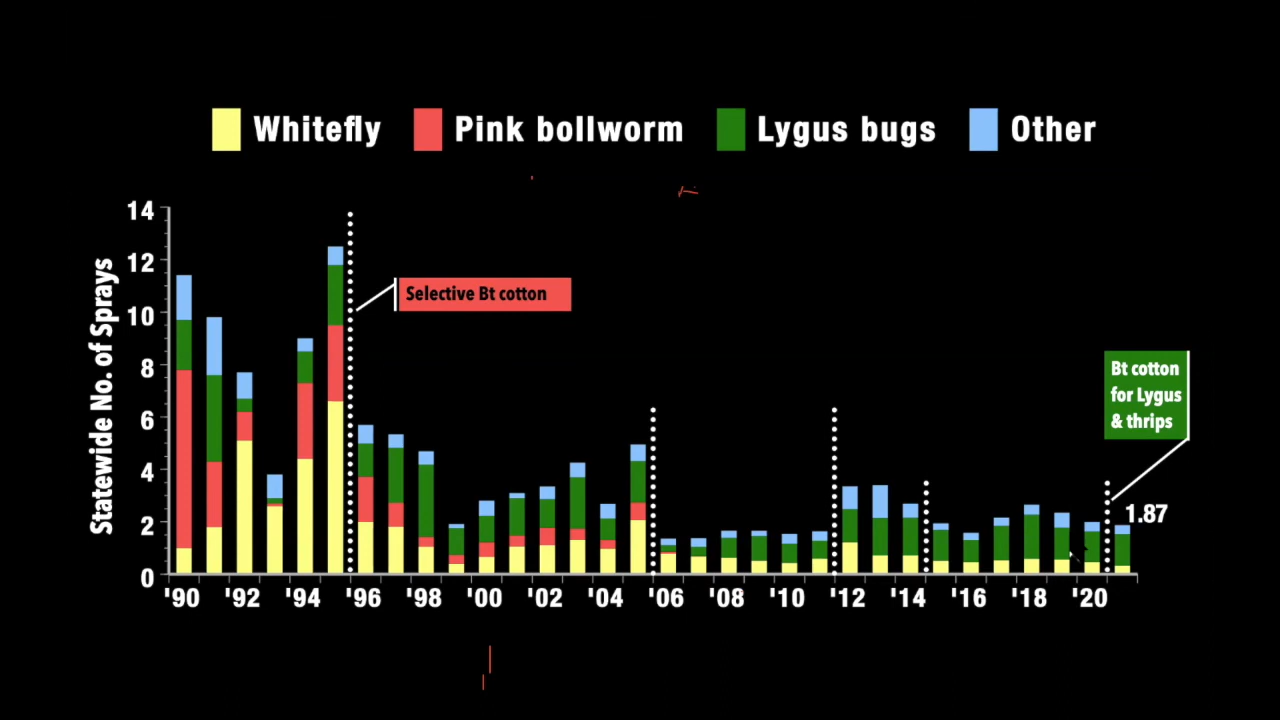 Whitefly Pink bollworm Lygus bugs Other
Statewide No. of Sprays
14
12
10
8
6
4
2
0
Selective Bt cotton
Bt cotton
for Lygus
& thrips
1.87
'90 '92 '94 '96 '98 '00 '02 '04 '06 '08 '10 '12 '14 '16 '18 '20